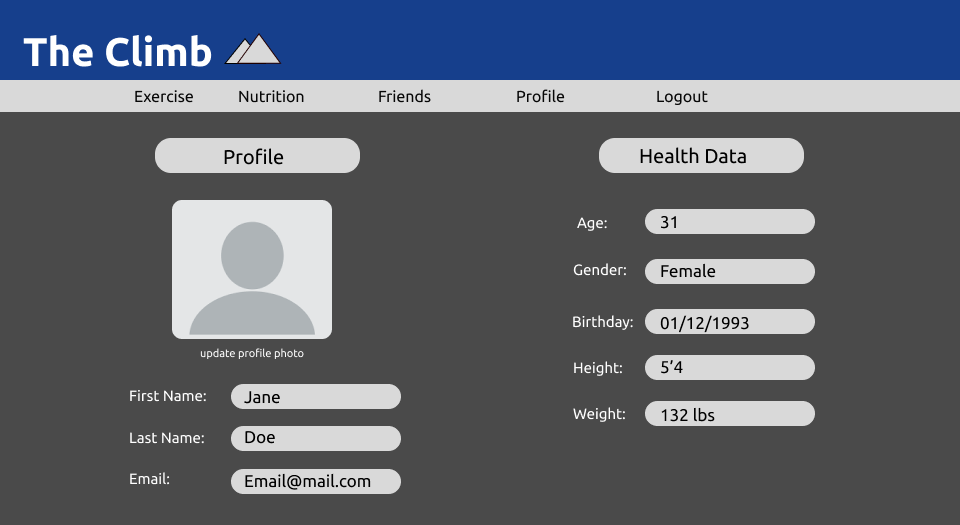 The Climb
Exercise Nutrition Friends Profile Logout
Profile
update profile photo
First Name: Jane
Last Name: Doe
Email: Email@mail.com
Health Data
Age: 31
Gender: Female
Birthday: 01/12/1993
Height: 5’4
Weight: 132 lbs